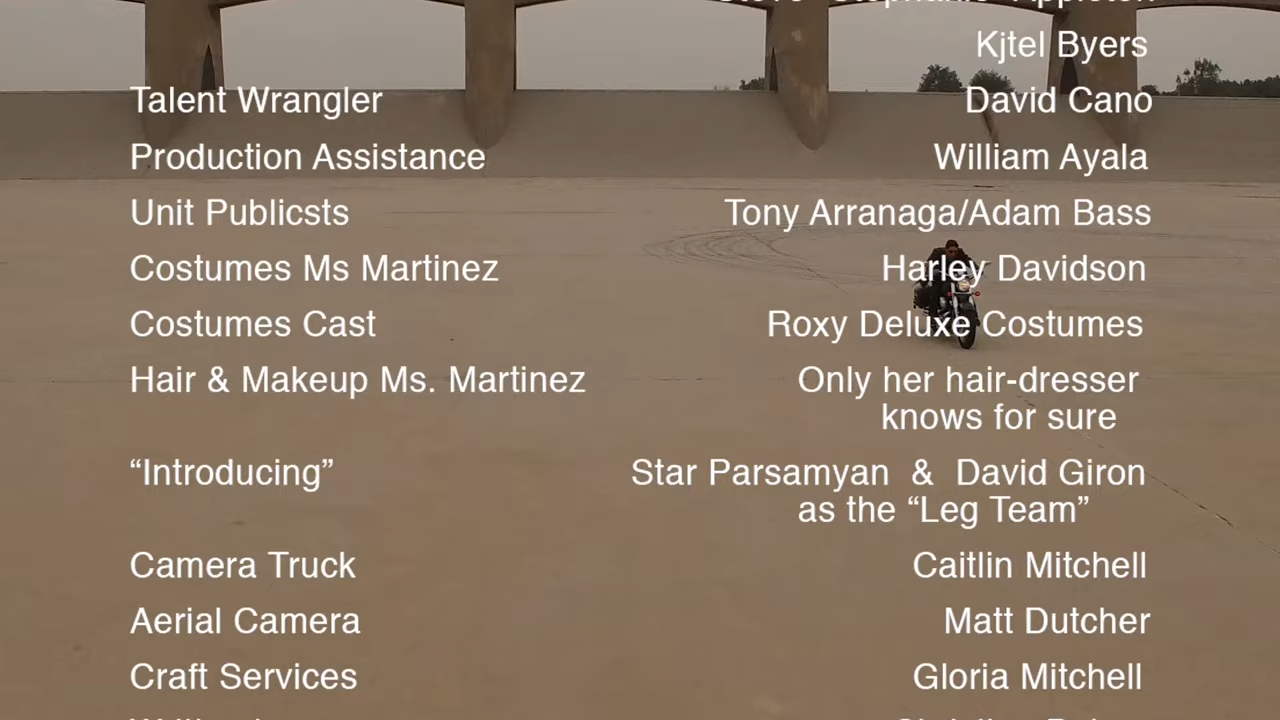 Kjtel Byers
Talent Wrangler David Cano
Production Assistance William Ayala
Unit Publicsts Tony Arranaga/Adam Bass
Costumes Ms Martinez Harley Davidson
Costumes Cast Roxy Deluxe Costumes
Hair & Makeup Ms. Martinez Only her hair-dresser
knows for sure
“Introducing” Star Parsamyan & David Giron
as the “Leg Team”
Camera Truck Caitlin Mitchell
Aerial Camera Matt Dutcher
Craft Services Gloria Mitchell